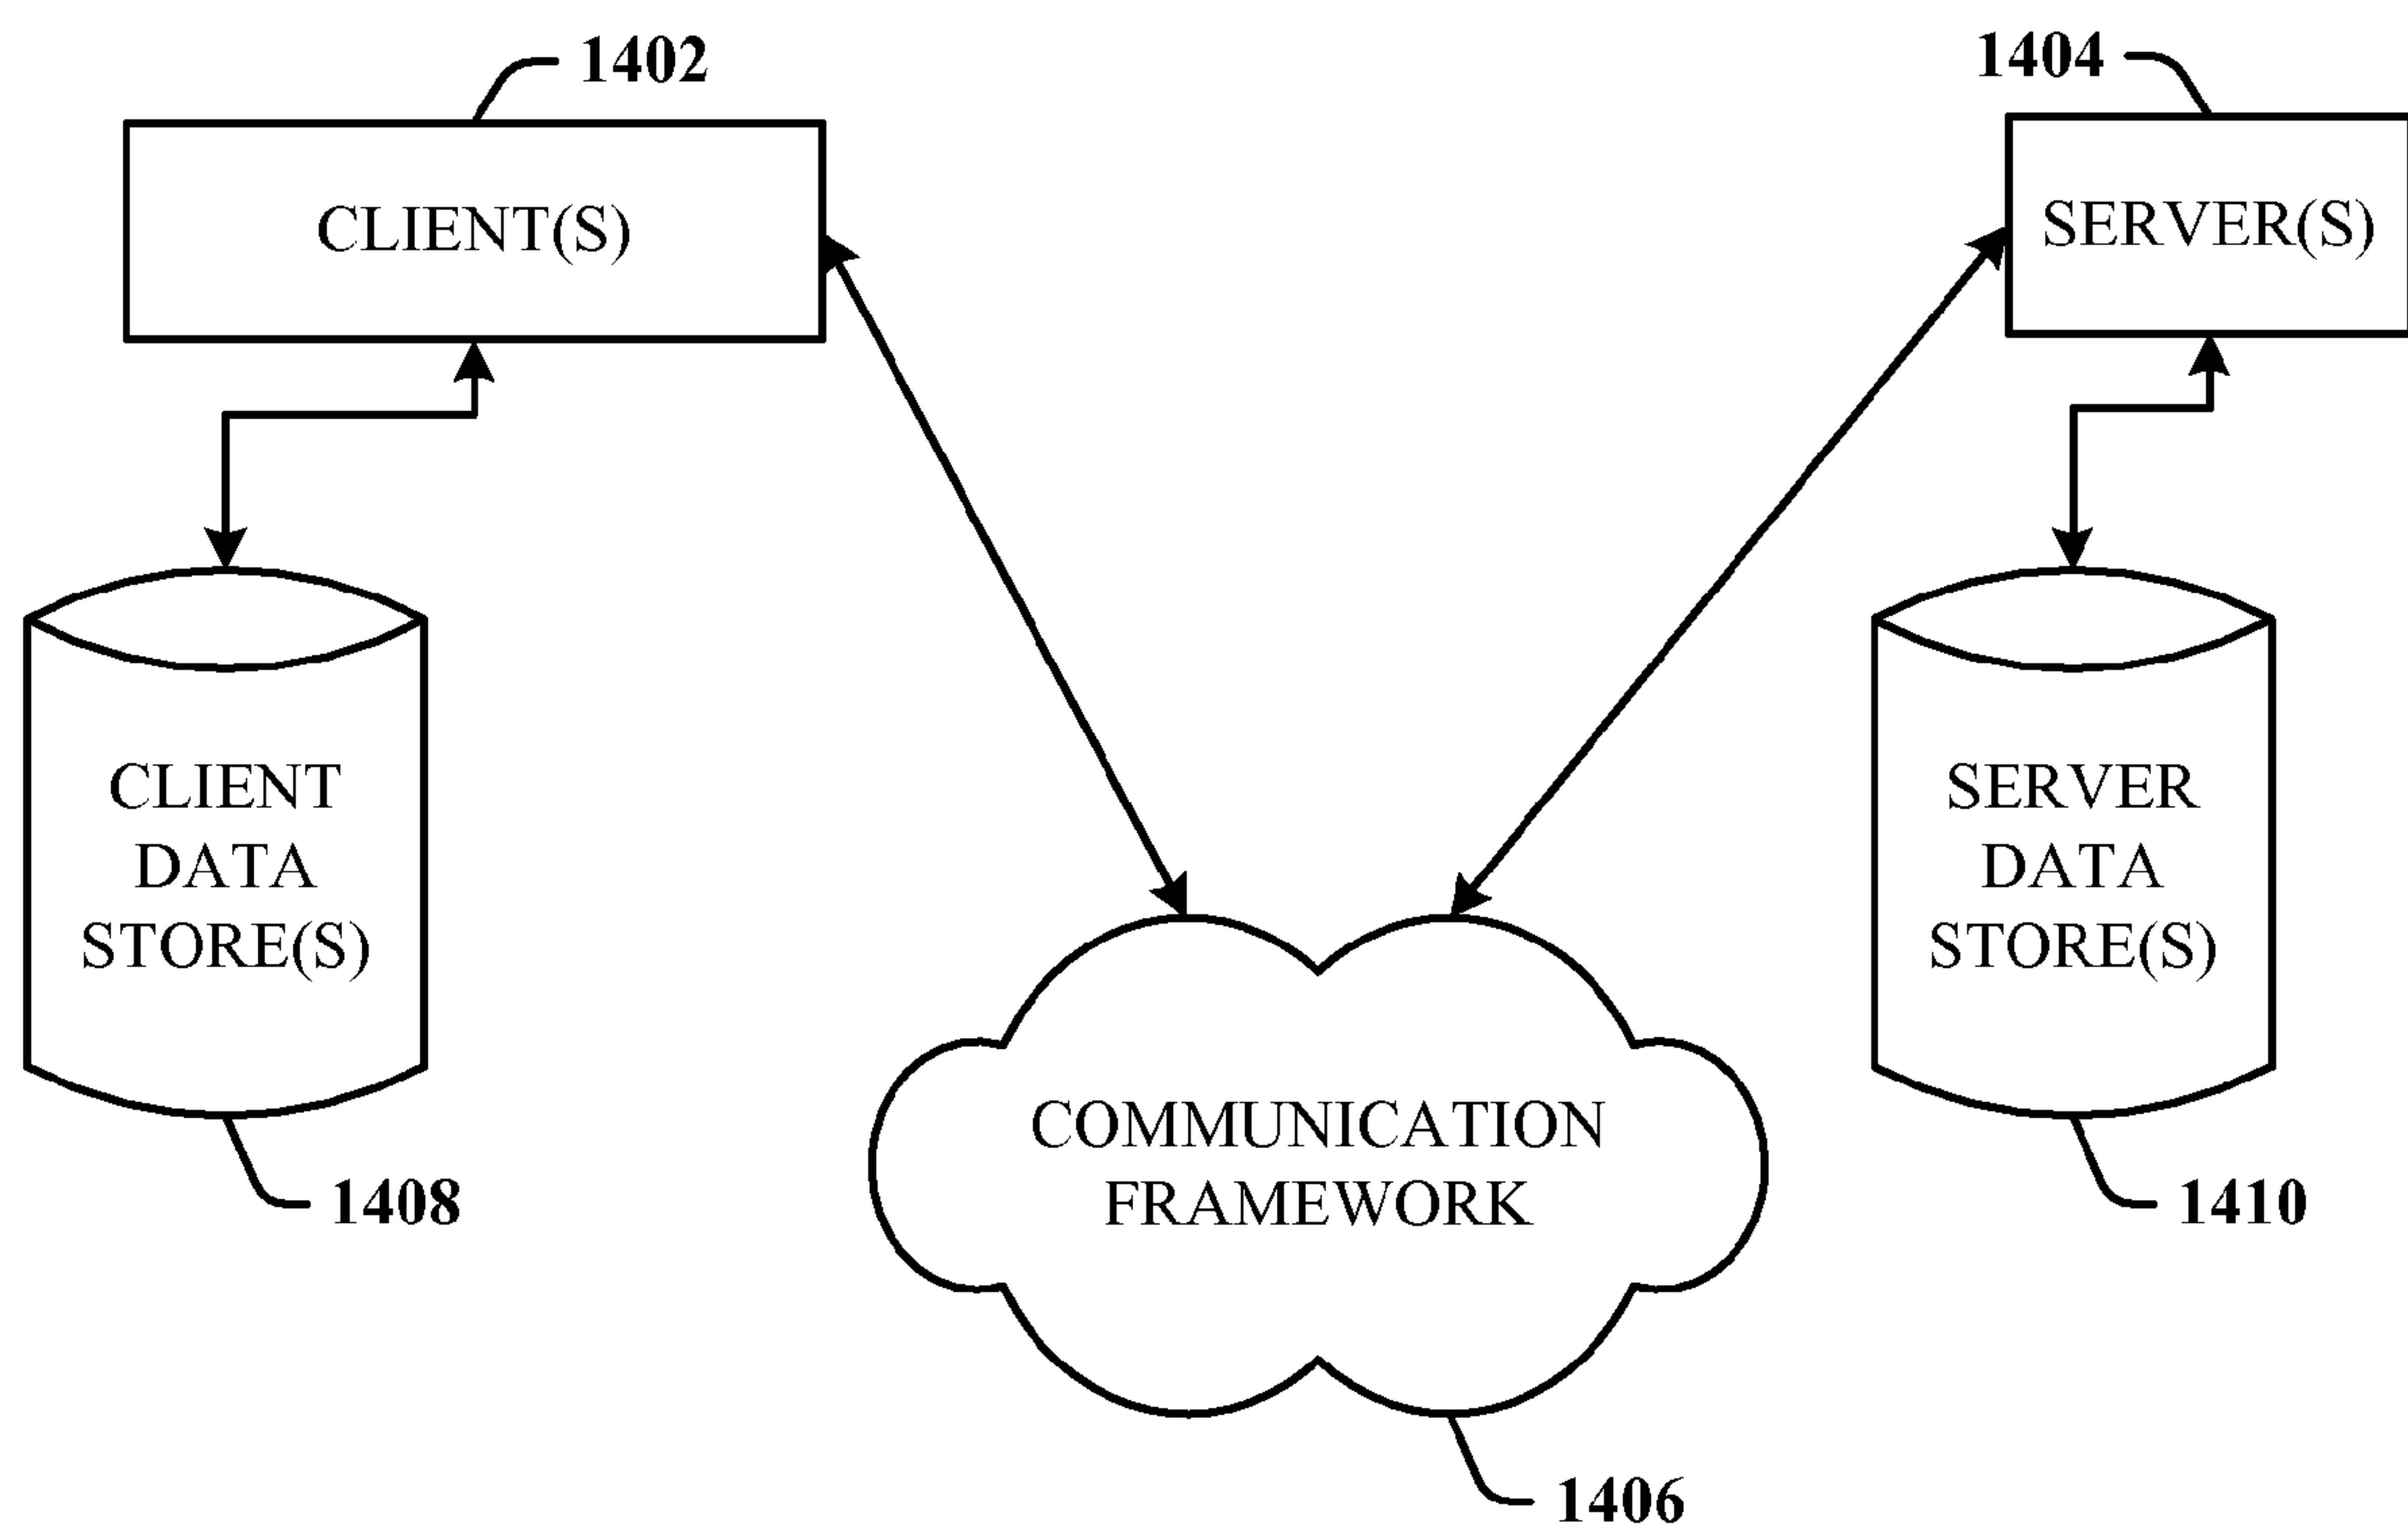 1402
1404
CLIENT(S)
SERVER(S)
CLIENT
DATA
STORE(S)
SERVER
DATA
STORE(S)
COMMUNICATION
FRAMEWORK
1408
1410
1406